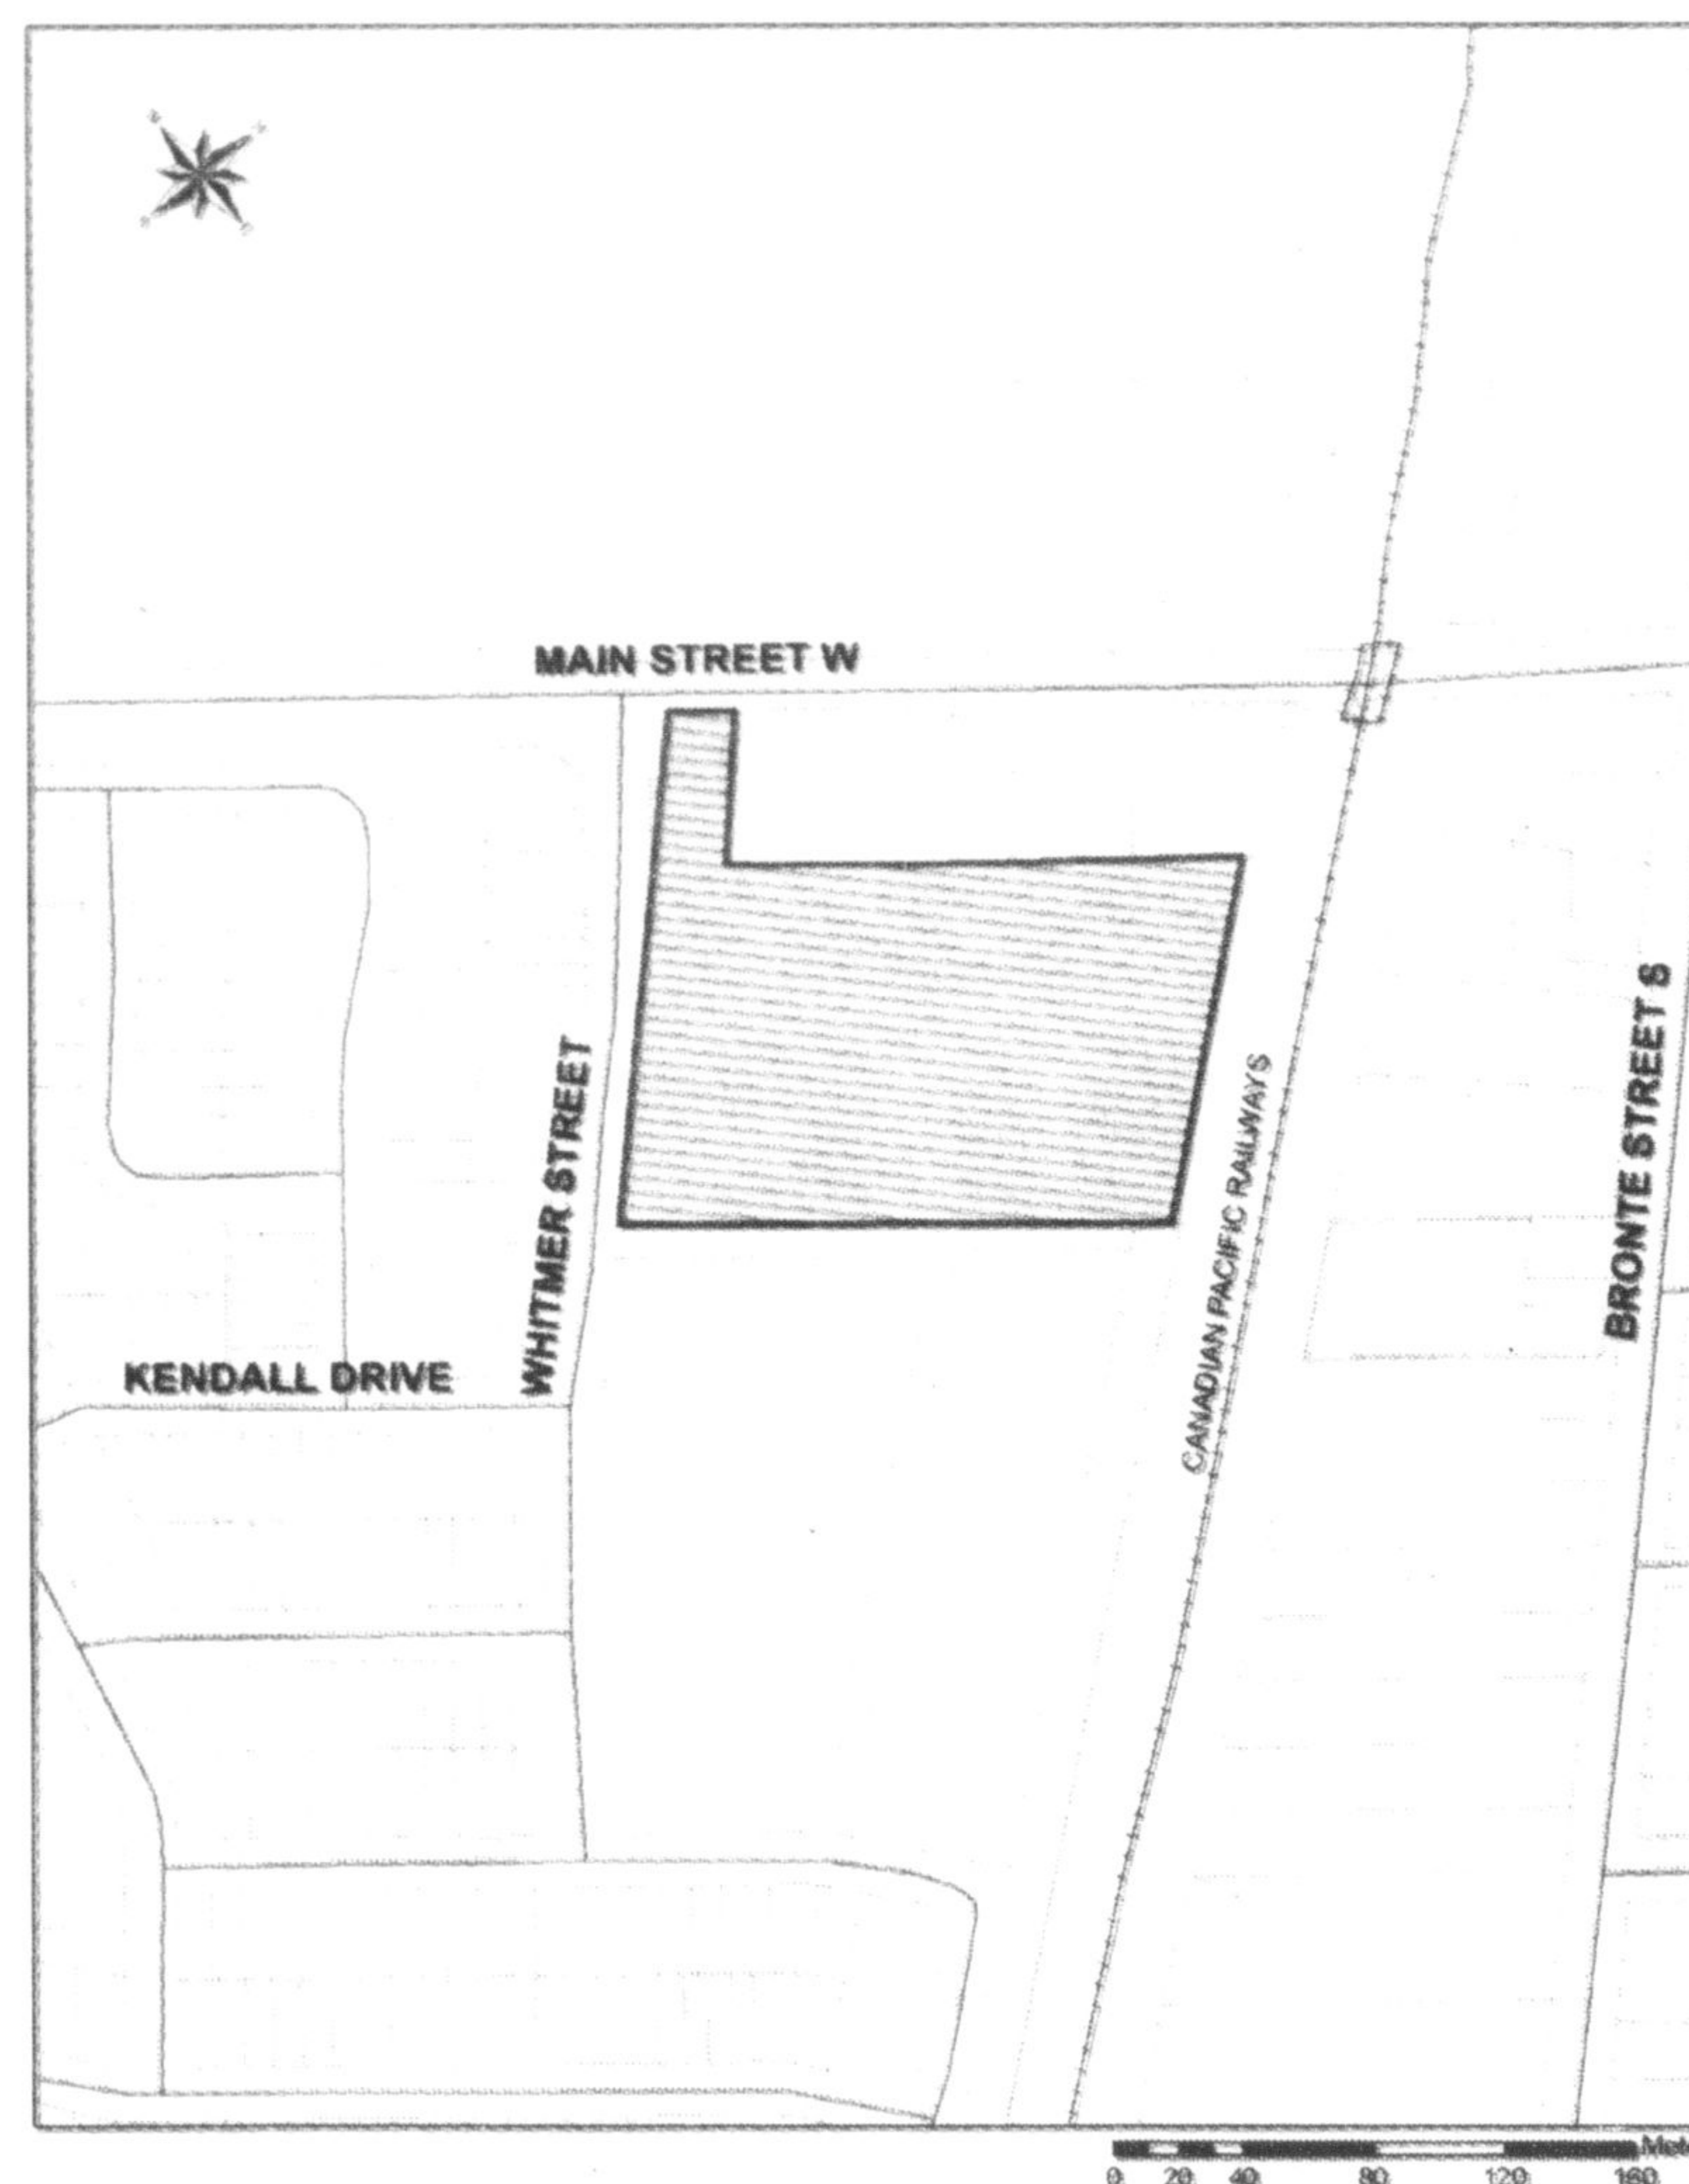 MAIN STREET W
WHITMER STREET
KENDALL DRIVE
CANADIAN PACIFIC RAILWAYS
BRONTE STREET S
0 20 40 80 120 160